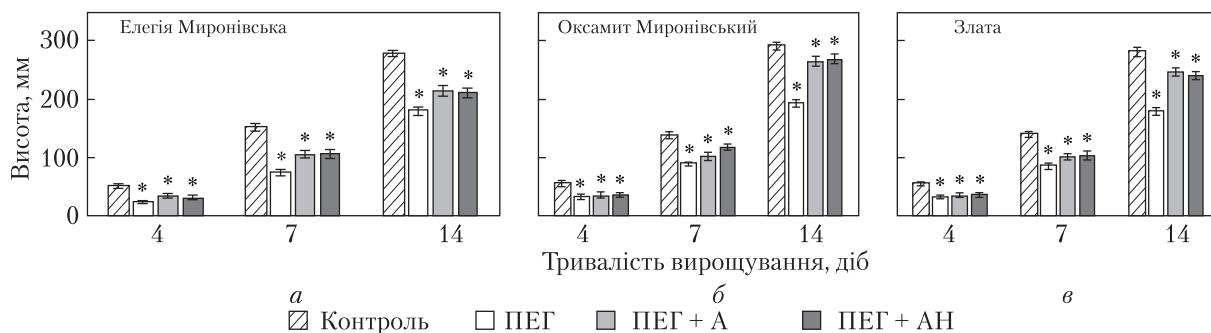 Висота, мм
300
200
100
0
Елегія Миронівська
* * *
* * *
* * *
4 7 14
Оксамит Миронівський
* * *
* * *
* * *
4 7 14
Злата
* * *
* * *
* * *
4 7 14
Тривалість вирощування, діб
а б в
Контроль ПЕГ ПЕГ + А ПЕГ + АН